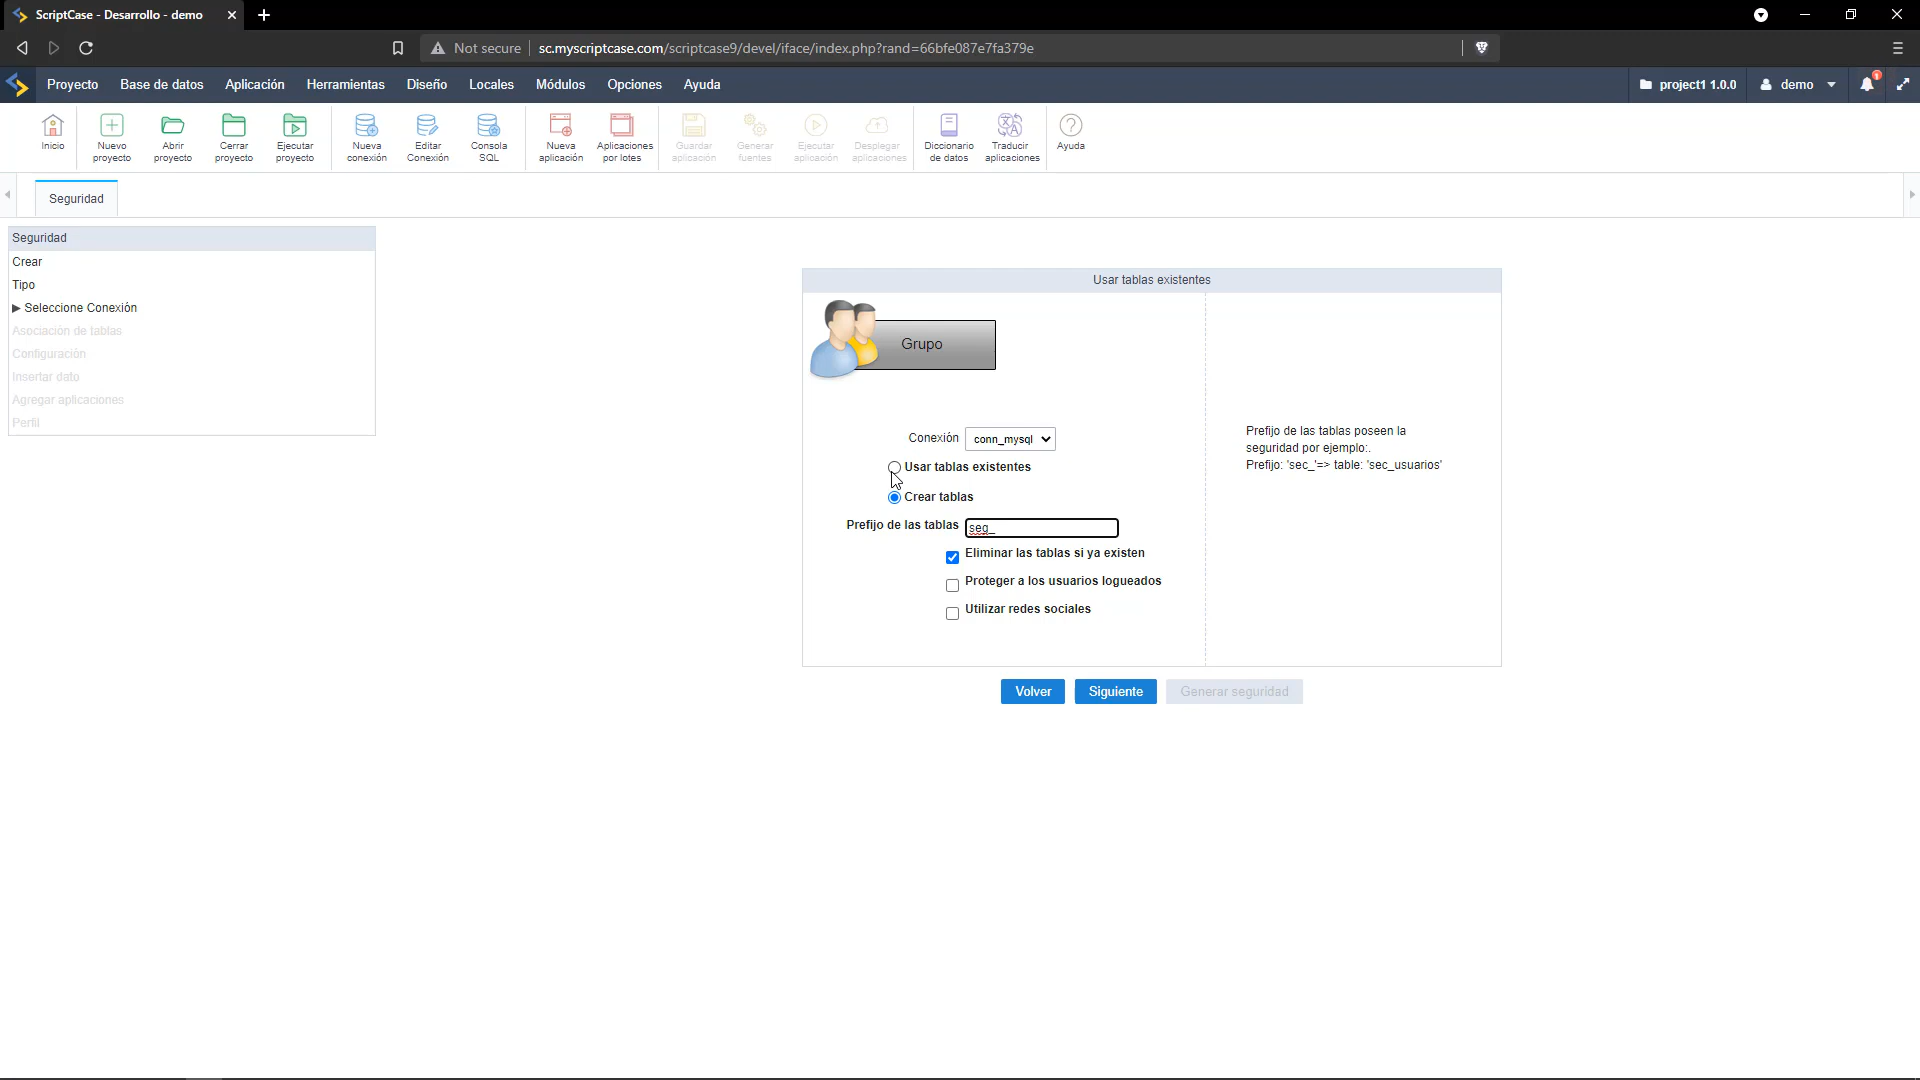 ScriptCase - Desarrollo - demo
Not secure
sc.myscriptcase.com/scriptcase9/devel/iface/index.php?rand=66bfe087e7fa379e
Proyecto Base de datos Aplicación Herramientas Diseño Locales Módulos Opciones Ayuda project1 1.0.0 demo 1
Inicio
Nuevo proyecto
Abrir proyecto
Cerrar proyecto
Ejecutar proyecto
Nueva conexión
Editar Conexión
Consola SQL
Nueva aplicación
Aplicaciones por lotes
Guardar aplicación
Generar fuentes
Ejecutar aplicación
Desplegar aplicaciones
Diccionario de datos
Traducir aplicaciones
Ayuda
Seguridad
Seguridad
Crear
Tipo
Seleccione Conexión
Asociación de tablas
Configuración
Insertar dato
Agregar aplicaciones
Perfil
Usar tablas existentes
Grupo
Conexión conn_mysql
Usar tablas existentes
Crear tablas
Prefijo de las tablas seg_
Eliminar las tablas si ya existen
Proteger a los usuarios logueados
Utilizar redes sociales
Prefijo de las tablas poseen la
seguridad por ejemplo:.
Prefijo: 'sec_'=> table: 'sec_usuarios'
Volver Siguiente Generar seguridad